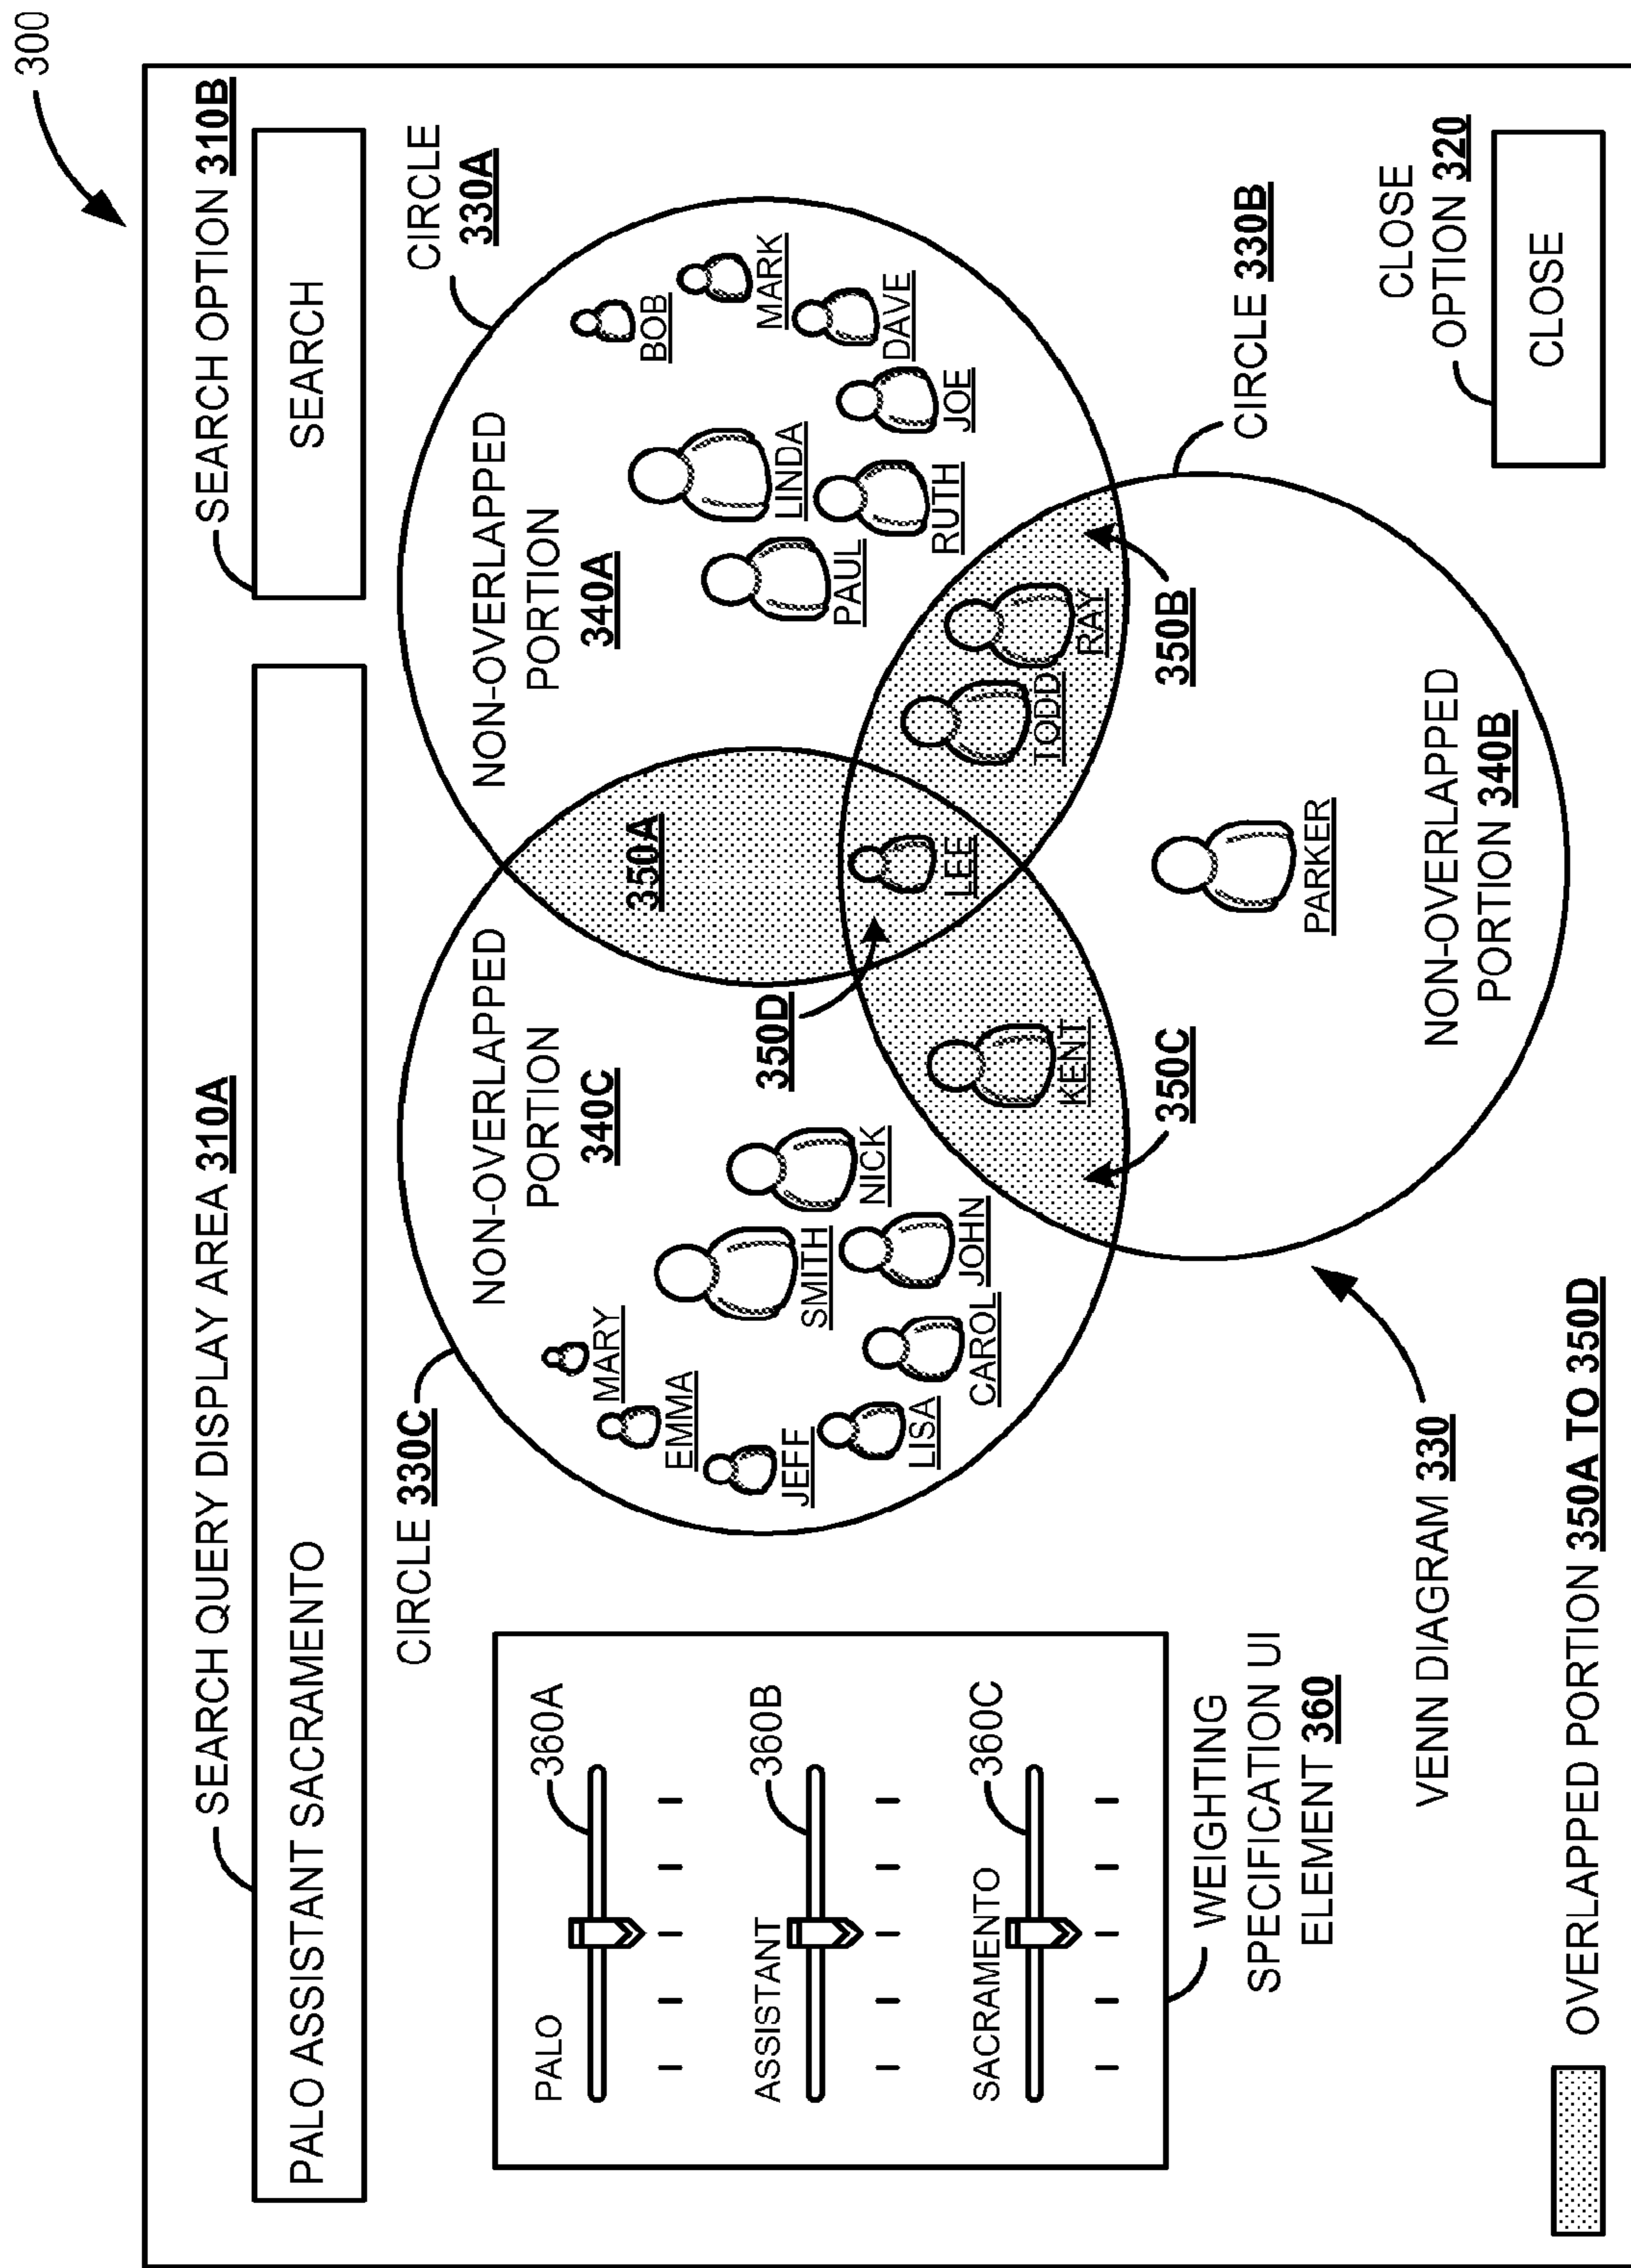 300
SEARCH QUERY DISPLAY AREA 310A
SEARCH OPTION 310B
PALO ASSISTANT SACRAMENTO
SEARCH
CIRCLE 330C
CIRCLE
330A
NON-OVERLAPPED
PORTION
340C
NON-OVERLAPPED
PORTION
340A
PALO
360A
ASSISTANT
360B
SACRAMENTO
360C
WEIGHTING
SPECIFICATION UI
ELEMENT 360
MARY
EMMA
JEFF
LISA
CAROL
JOHN
SMITH
NICK
350A
350D
LEE
BOB
MARK
DAVE
JOE
LINDA
RUTH
PAUL
TODD
RAY
KENT
350C
350B
PARKER
NON-OVERLAPPED
PORTION 340B
CIRCLE 330B
CLOSE
OPTION 320
CLOSE
VENN DIAGRAM 330
OVERLAPPED PORTION 350A TO 350D